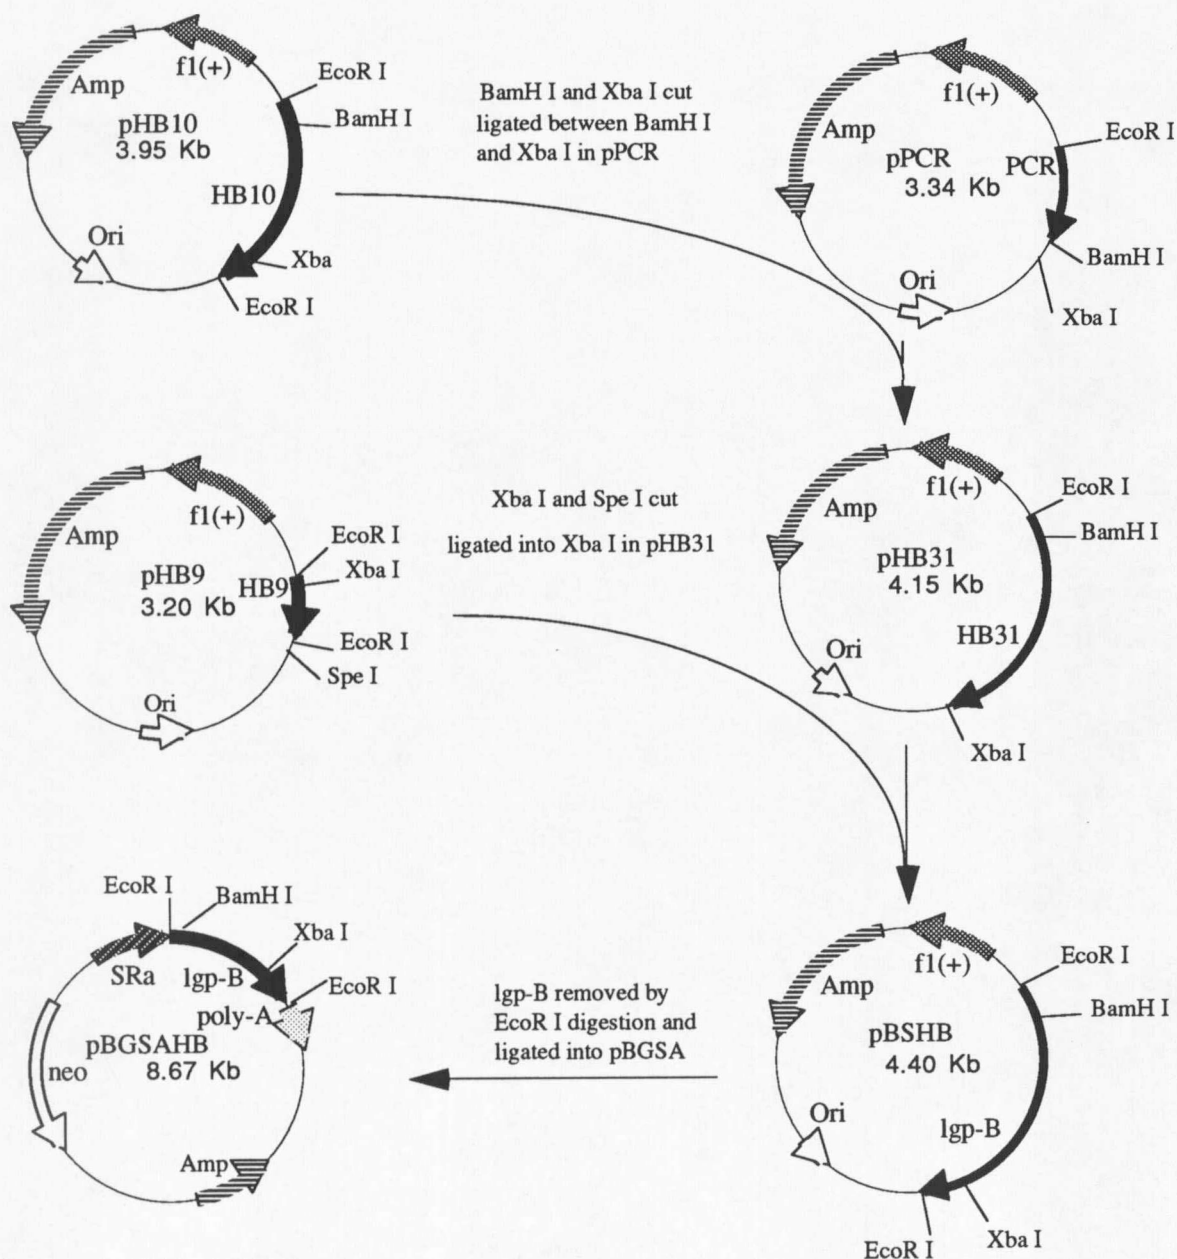 Amp
f1(+)
EcoR I
BamH I
pHB10
3.95 Kb
HB10
Ori
Xba
EcoR I
BamH I and Xba I cut
ligated between BamH I
and Xba I in pPCR
f1(+)
Amp
EcoR I
pPCR
3.34 Kb
PCR
BamH I
Ori
Xba I
Amp
f1(+)
EcoR I
Xba I
pHB9
3.20 Kb
HB9
EcoR I
Spe I
Ori
Xba I and Spe I cut
ligated into Xba I in pHB31
f1(+)
EcoR I
Amp
BamH I
pHB31
4.15 Kb
HB31
Ori
Xba I
EcoR I
BamH I
Xba I
SRa
lgp-B
EcoR I
poly-A
pBGSAHB
8.67 Kb
neo
Amp
lgp-B removed by
EcoR I digestion and
ligated into pBGSA
f1(+)
EcoR I
Amp
BamH I
pBSHB
4.40 Kb
Ori
lgp-B
Xba I
EcoR I